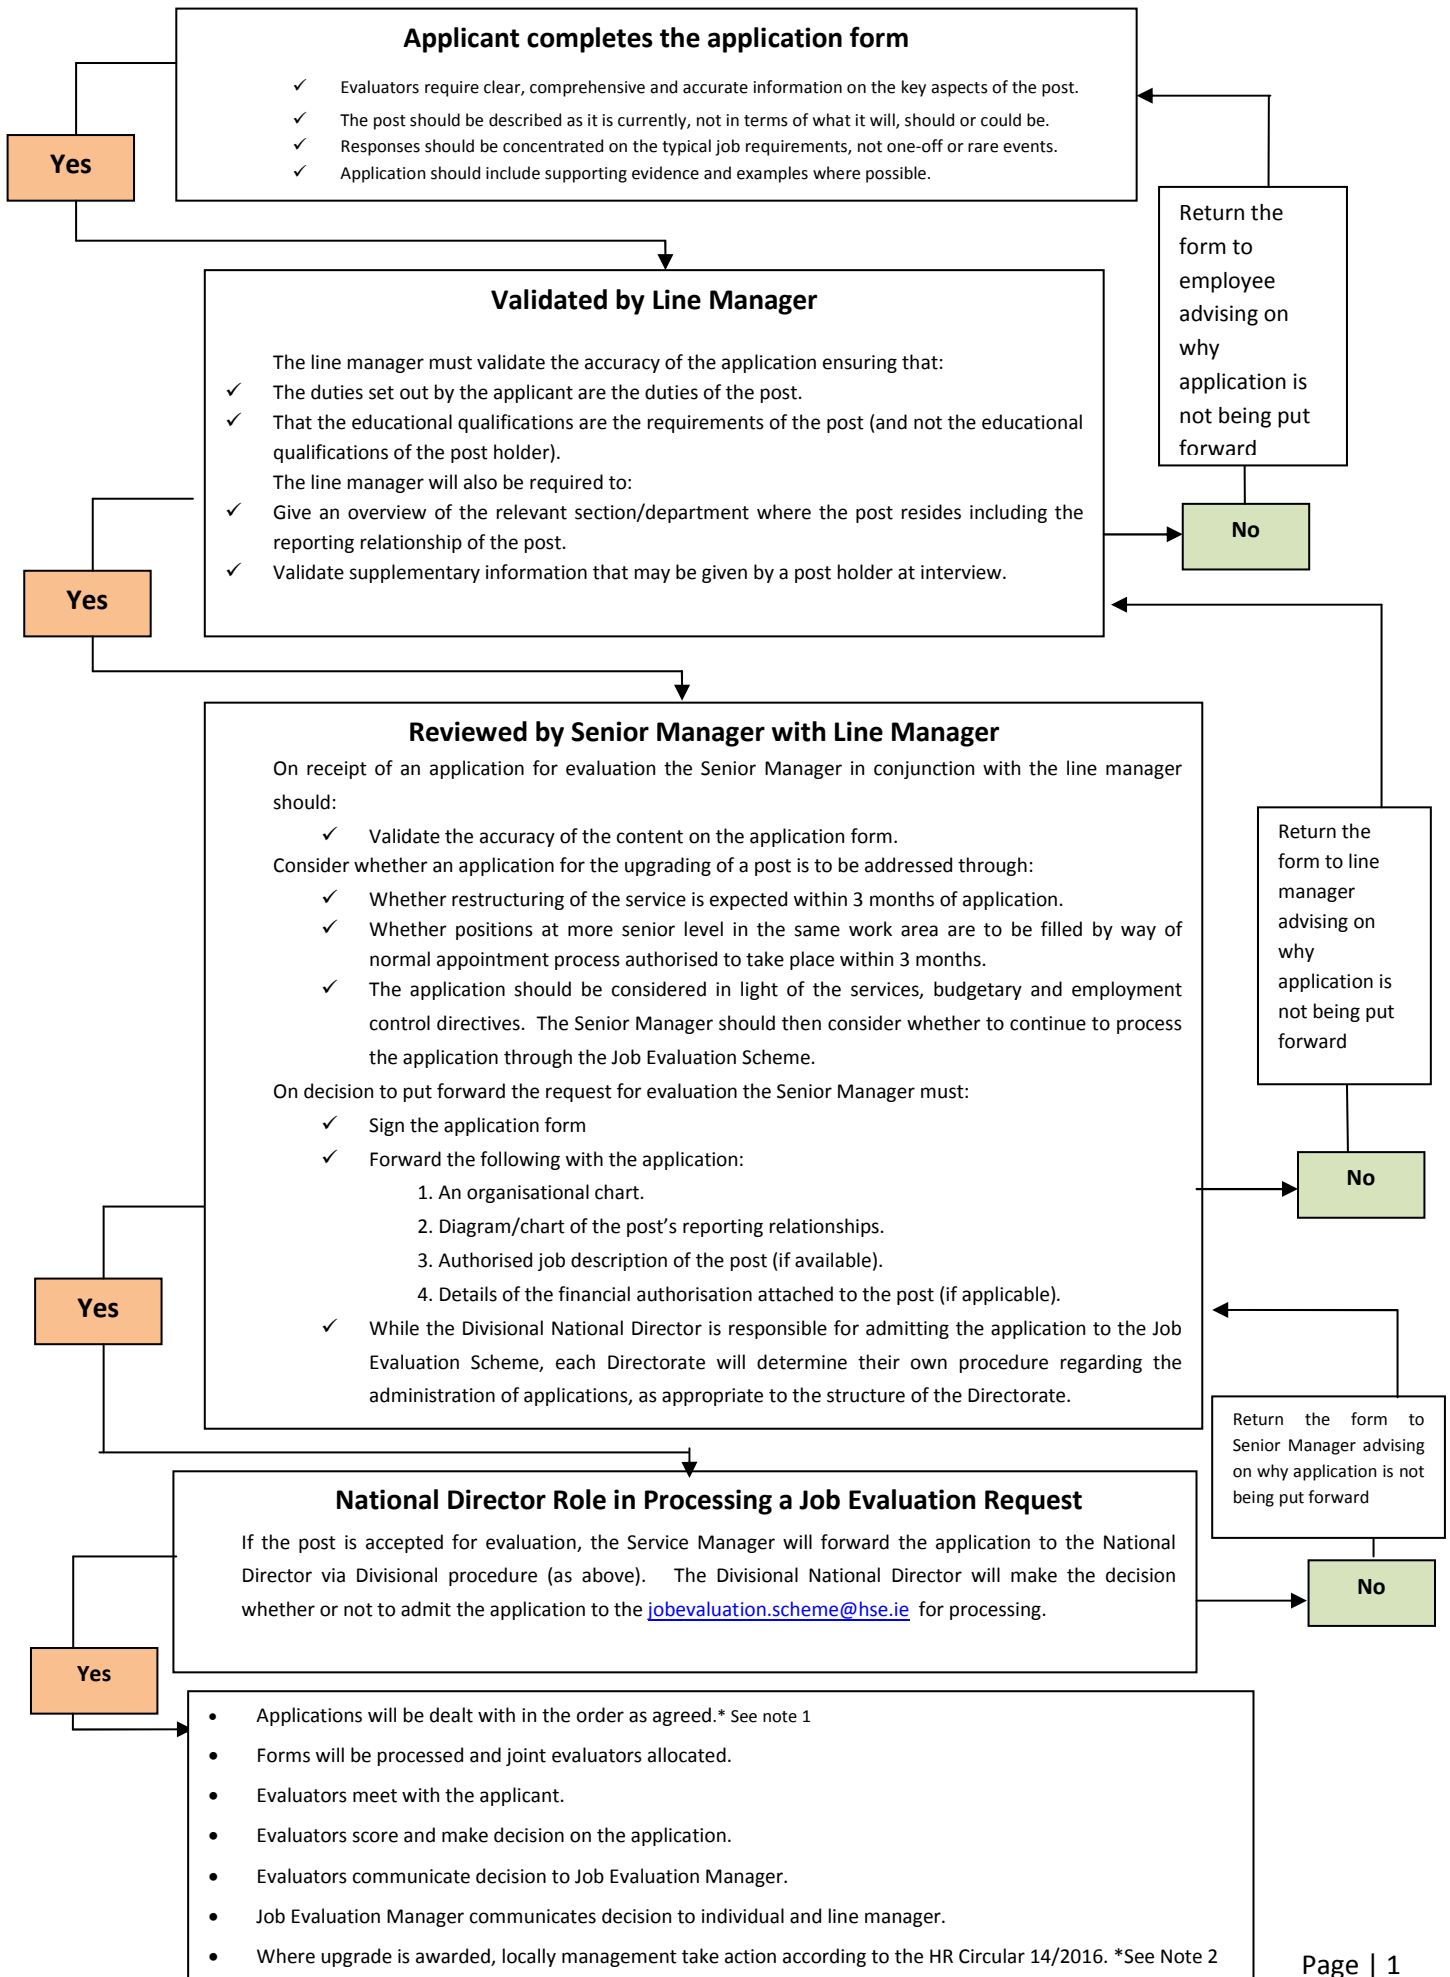 Applicant completes the application form
✓ Evaluators require clear, comprehensive and accurate information on the key aspects of the post.
✓ The post should be described as it is currently, not in terms of what it will, should or could be.
✓ Responses should be concentrated on the typical job requirements, not one-off or rare events.
✓ Application should include supporting evidence and examples where possible.
Yes
Return the
form to
employee
advising on
why
application is
not being put
forward
No
Validated by Line Manager
The line manager must validate the accuracy of the application ensuring that:
✓ The duties set out by the applicant are the duties of the post.
✓ That the educational qualifications are the requirements of the post (and not the educational
qualifications of the post holder).
The line manager will also be required to:
✓ Give an overview of the relevant section/department where the post resides including the
reporting relationship of the post.
✓ Validate supplementary information that may be given by a post holder at interview.
Yes
Reviewed by Senior Manager with Line Manager
On receipt of an application for evaluation the Senior Manager in conjunction with the line manager
should:
✓ Validate the accuracy of the content on the application form.
Consider whether an application for the upgrading of a post is to be addressed through:
✓ Whether restructuring of the service is expected within 3 months of application.
✓ Whether positions at more senior level in the same work area are to be filled by way of
normal appointment process authorised to take place within 3 months.
✓ The application should be considered in light of the services, budgetary and employment
control directives. The Senior Manager should then consider whether to continue to process
the application through the Job Evaluation Scheme.
On decision to put forward the request for evaluation the Senior Manager must:
✓ Sign the application form
✓ Forward the following with the application:
1. An organisational chart.
2. Diagram/chart of the post's reporting relationships.
3. Authorised job description of the post (if available).
4. Details of the financial authorisation attached to the post (if applicable).
✓ While the Divisional National Director is responsible for admitting the application to the Job
Evaluation Scheme, each Directorate will determine their own procedure regarding the
administration of applications, as appropriate to the structure of the Directorate.
Return the
form to line
manager
advising on
why
application is
not being put
forward
No
Yes
National Director Role in Processing a Job Evaluation Request
If the post is accepted for evaluation, the Service Manager will forward the application to the National
Director via Divisional procedure (as above). The Divisional National Director will make the decision
whether or not to admit the application to the jobevaluation.scheme@hse.ie for processing.
Return the form to
Senior Manager advising
on why application is not
being put forward
No
Yes
• Applications will be dealt with in the order as agreed.* See note 1
• Forms will be processed and joint evaluators allocated.
• Evaluators meet with the applicant.
• Evaluators score and make decision on the application.
• Evaluators communicate decision to Job Evaluation Manager.
• Job Evaluation Manager communicates decision to individual and line manager.
• Where upgrade is awarded, locally management take action according to the HR Circular 14/2016. *See Note 2
Page | 1